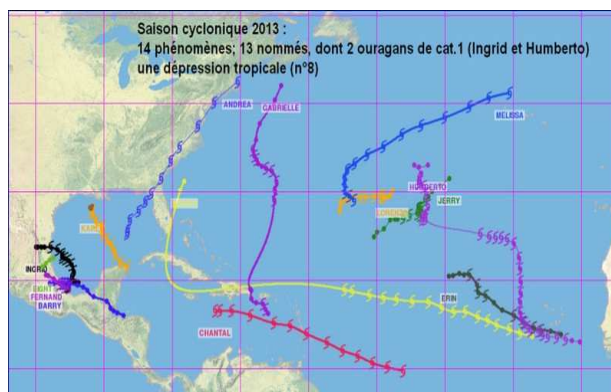 Saison cyclonique 2013 :
14 phénomènes; 13 nommés, dont 2 ouragans de cat.1 (Ingrid et Humberto)
une dépression tropicale (n°8)
ANDREA
GABRIELLE
MELISSA
HUMBERTO
JERRY
LORENZO
KAREN
INGRID
EIGHT
FERNAND
BARRY
ERIN
CHANTAL